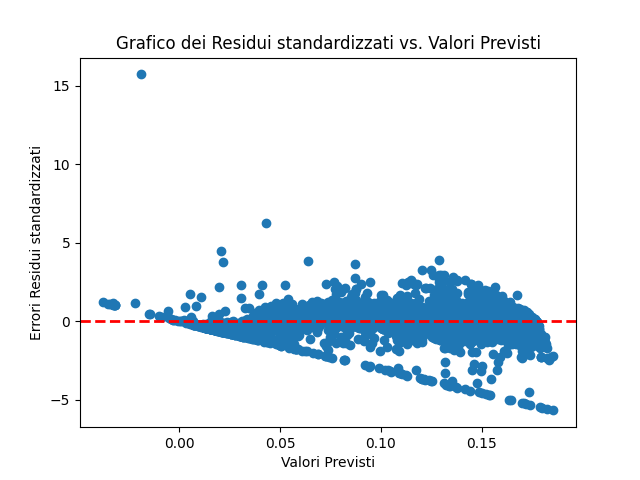 Grafico dei Residui standardizzati vs. Valori Previsti
15
10
5
0
−5
Errori Residui standardizzati
0.00 0.05 0.10 0.15
Valori Previsti